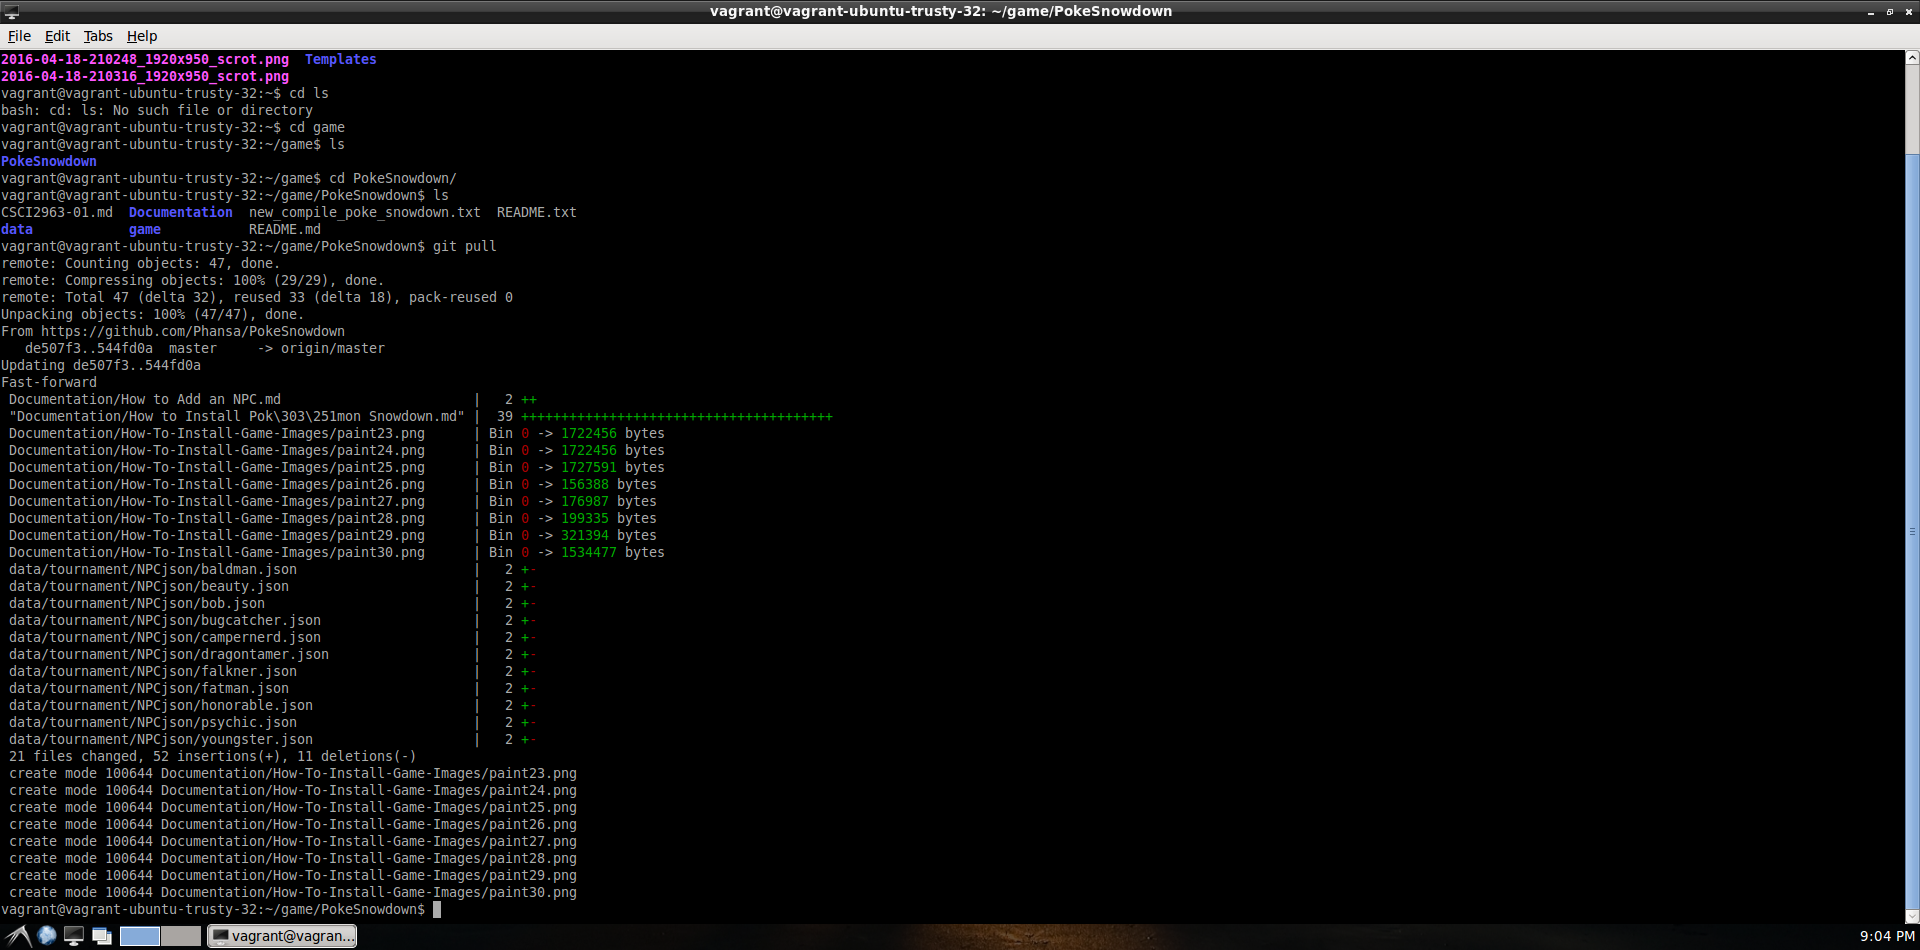 vagrant@vagrant-ubuntu-trusty-32: ~/game/PokeSnowdown
File Edit Tabs Help
2016-04-18-210248_1920x950_scrot.png  Templates
2016-04-18-210316_1920x950_scrot.png
vagrant@vagrant-ubuntu-trusty-32:~$ cd ls
bash: cd: ls: No such file or directory
vagrant@vagrant-ubuntu-trusty-32:~$ cd game
vagrant@vagrant-ubuntu-trusty-32:~/game$ ls
PokeSnowdown
vagrant@vagrant-ubuntu-trusty-32:~/game$ cd PokeSnowdown/
vagrant@vagrant-ubuntu-trusty-32:~/game/PokeSnowdown$ ls
CSCI2963-01.md  Documentation  new_compile_poke_snowdown.txt  README.txt
data            game           README.md
vagrant@vagrant-ubuntu-trusty-32:~/game/PokeSnowdown$ git pull
remote: Counting objects: 47, done.
remote: Compressing objects: 100% (29/29), done.
remote: Total 47 (delta 32), reused 33 (delta 18), pack-reused 0
Unpacking objects: 100% (47/47), done.
From https://github.com/Phansa/PokeSnowdown
   de507f3..544fd0a  master     -> origin/master
Updating de507f3..544fd0a
Fast-forward
 Documentation/How to Add an NPC.md                        |   2 ++
 "Documentation/How to Install Pok\303\251mon Snowdown.md" |  39 +++++++++++++++++++++++++++++++++++++++
 Documentation/How-To-Install-Game-Images/paint23.png      | Bin 0 -> 1722456 bytes
 Documentation/How-To-Install-Game-Images/paint24.png      | Bin 0 -> 1722456 bytes
 Documentation/How-To-Install-Game-Images/paint25.png      | Bin 0 -> 1727591 bytes
 Documentation/How-To-Install-Game-Images/paint26.png      | Bin 0 -> 156388 bytes
 Documentation/How-To-Install-Game-Images/paint27.png      | Bin 0 -> 176987 bytes
 Documentation/How-To-Install-Game-Images/paint28.png      | Bin 0 -> 199335 bytes
 Documentation/How-To-Install-Game-Images/paint29.png      | Bin 0 -> 321394 bytes
 Documentation/How-To-Install-Game-Images/paint30.png      | Bin 0 -> 1534477 bytes
 data/tournament/NPCjson/baldman.json                      |   2 +-
 data/tournament/NPCjson/beauty.json                       |   2 +-
 data/tournament/NPCjson/bob.json                          |   2 +-
 data/tournament/NPCjson/bugcatcher.json                   |   2 +-
 data/tournament/NPCjson/campernerd.json                   |   2 +-
 data/tournament/NPCjson/dragontamer.json                  |   2 +-
 data/tournament/NPCjson/falkner.json                      |   2 +-
 data/tournament/NPCjson/fatman.json                       |   2 +-
 data/tournament/NPCjson/honorable.json                    |   2 +-
 data/tournament/NPCjson/psychic.json                      |   2 +-
 data/tournament/NPCjson/youngster.json                    |   2 +-
 21 files changed, 52 insertions(+), 11 deletions(-)
 create mode 100644 Documentation/How-To-Install-Game-Images/paint23.png
 create mode 100644 Documentation/How-To-Install-Game-Images/paint24.png
 create mode 100644 Documentation/How-To-Install-Game-Images/paint25.png
 create mode 100644 Documentation/How-To-Install-Game-Images/paint26.png
 create mode 100644 Documentation/How-To-Install-Game-Images/paint27.png
 create mode 100644 Documentation/How-To-Install-Game-Images/paint28.png
 create mode 100644 Documentation/How-To-Install-Game-Images/paint29.png
 create mode 100644 Documentation/How-To-Install-Game-Images/paint30.png
vagrant@vagrant-ubuntu-trusty-32:~/game/PokeSnowdown$
vagrant@vagran... 9:04 PM